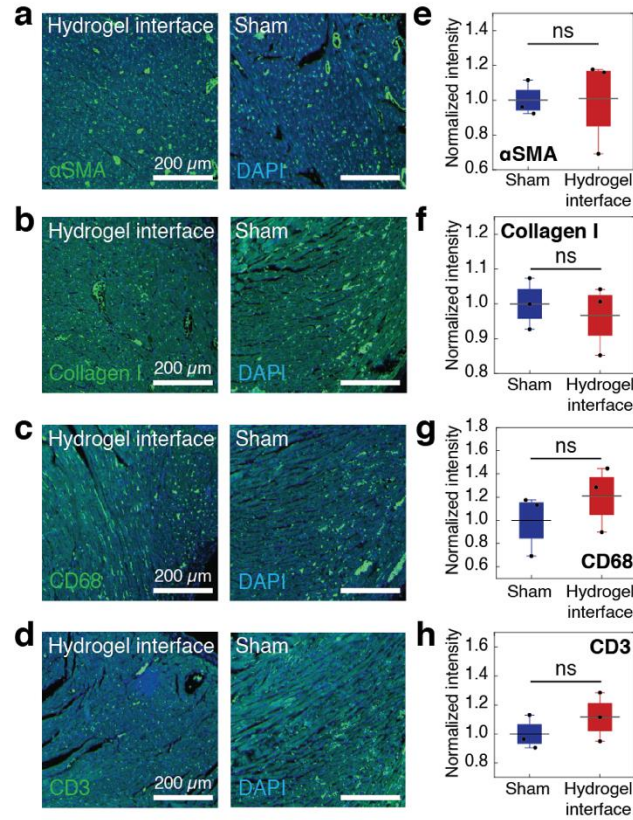 a
Hydrogel interface
αSMA
200 µm
Sham
DAPI
e
Normalized intensity
1.4
1.2
1.0
0.8
0.6
ns
αSMA
Sham
Hydrogel
interface
b
Hydrogel interface
Collagen I
200 µm
Sham
DAPI
f
Normalized intensity
1.2
1.1
1.0
0.9
0.8
Collagen I
ns
Sham
Hydrogel
interface
c
Hydrogel interface
CD68
200 µm
Sham
DAPI
g
Normalized intensity
1.8
1.6
1.4
1.2
1.0
0.8
0.6
ns
CD68
Sham
Hydrogel
interface
d
Hydrogel interface
CD3
200 µm
Sham
DAPI
h
Normalized intensity
1.6
1.4
1.2
1.0
0.8
CD3
ns
Sham
Hydrogel
interface